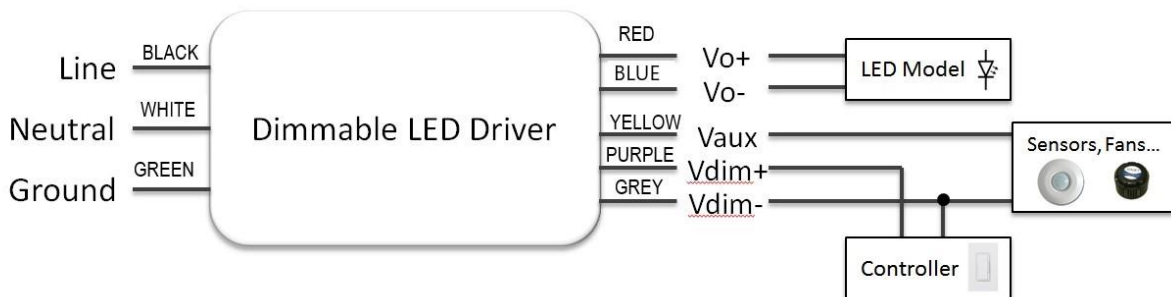 Line
BLACK
Neutral
WHITE
Ground
GREEN
Dimmable LED Driver
RED
Vo+
BLUE
Vo-
YELLOW
Vaux
PURPLE
Vdim+
GREY
Vdim-
LED Model
Sensors, Fans...
Controller